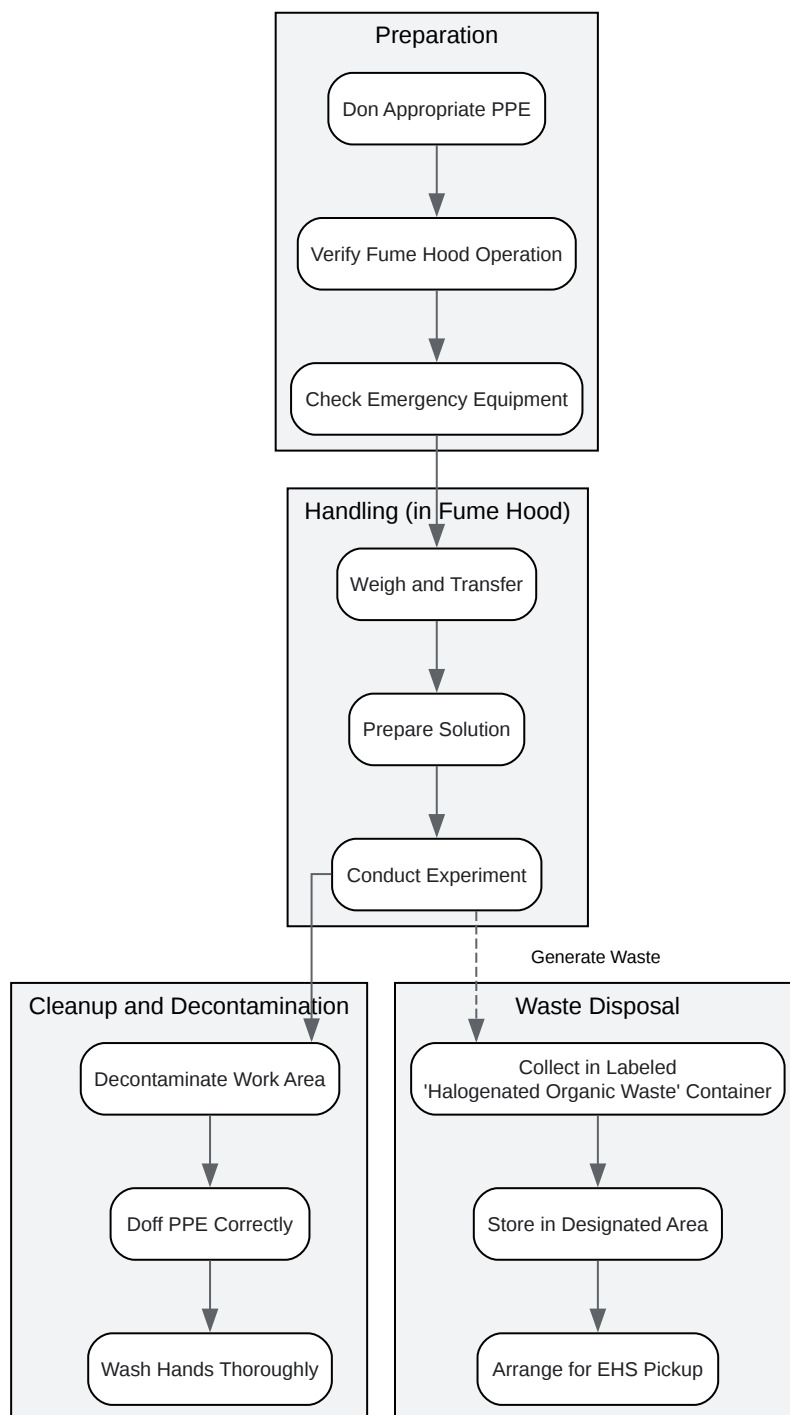 Preparation
Don Appropriate PPE
Verify Fume Hood Operation
Check Emergency Equipment
Handling (in Fume Hood)
Weigh and Transfer
Prepare Solution
Conduct Experiment
Generate Waste
Cleanup and Decontamination
Decontaminate Work Area
Doff PPE Correctly
Wash Hands Thoroughly
Waste Disposal
Collect in Labeled
'Halogenated Organic Waste' Container
Store in Designated Area
Arrange for EHS Pickup